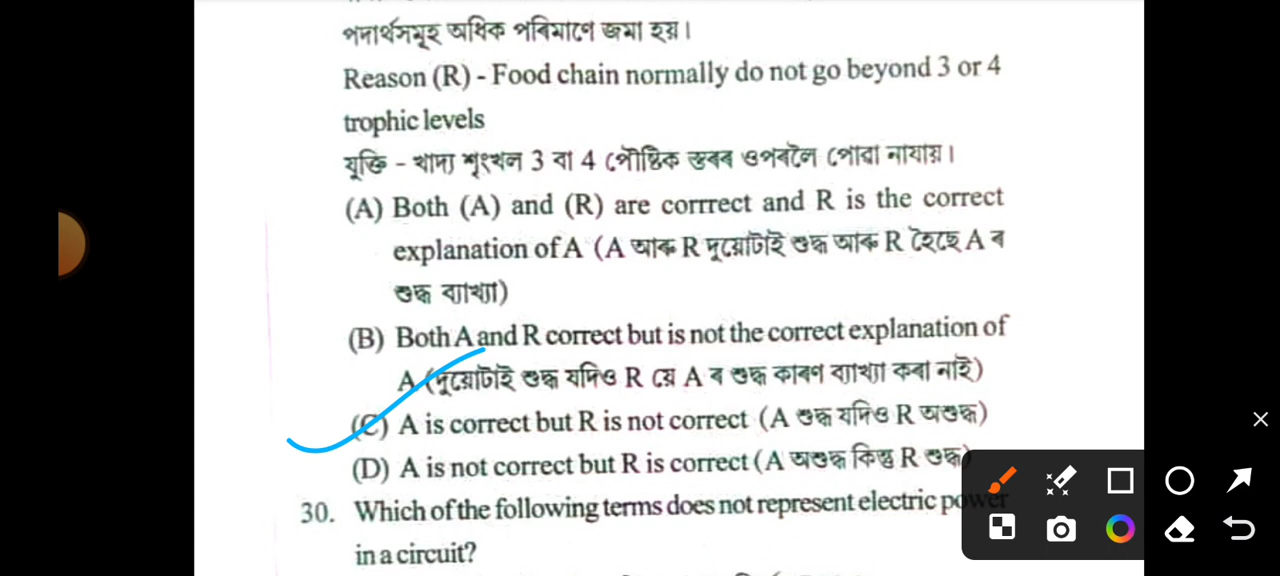 পদাৰ্থসমূহ অধিক পৰিমাণে জমা হয়।
Reason (R) - Food chain normally do not go beyond 3 or 4
trophic levels
যুক্তি – খাদ্য শৃংখল 3 বা 4 পৌষ্ঠিক স্তৰৰ ওপৰলৈ পোৱা নাযায়।
(A) Both (A) and (R) are corrrect and R is the correct
explanation of A (A আৰু R দুয়োটাই শুদ্ধ আৰু R হৈছে A ৰ
শুদ্ধ ব্যাখ্যা)
(B) Both A and R correct but is not the correct explanation of
A (দুয়োটাই শুদ্ধ যদিও R য়ে A ৰ শুদ্ধ কাৰণ ব্যাখ্যা কৰা নাই)
(C) A is correct but R is not correct (A শুদ্ধ যদিও R অশুদ্ধ)
(D) A is not correct but R is correct (A অশুদ্ধ কিন্তু R শুদ্ধ)
30. Which of the following terms does not represent electric power
in a circuit?